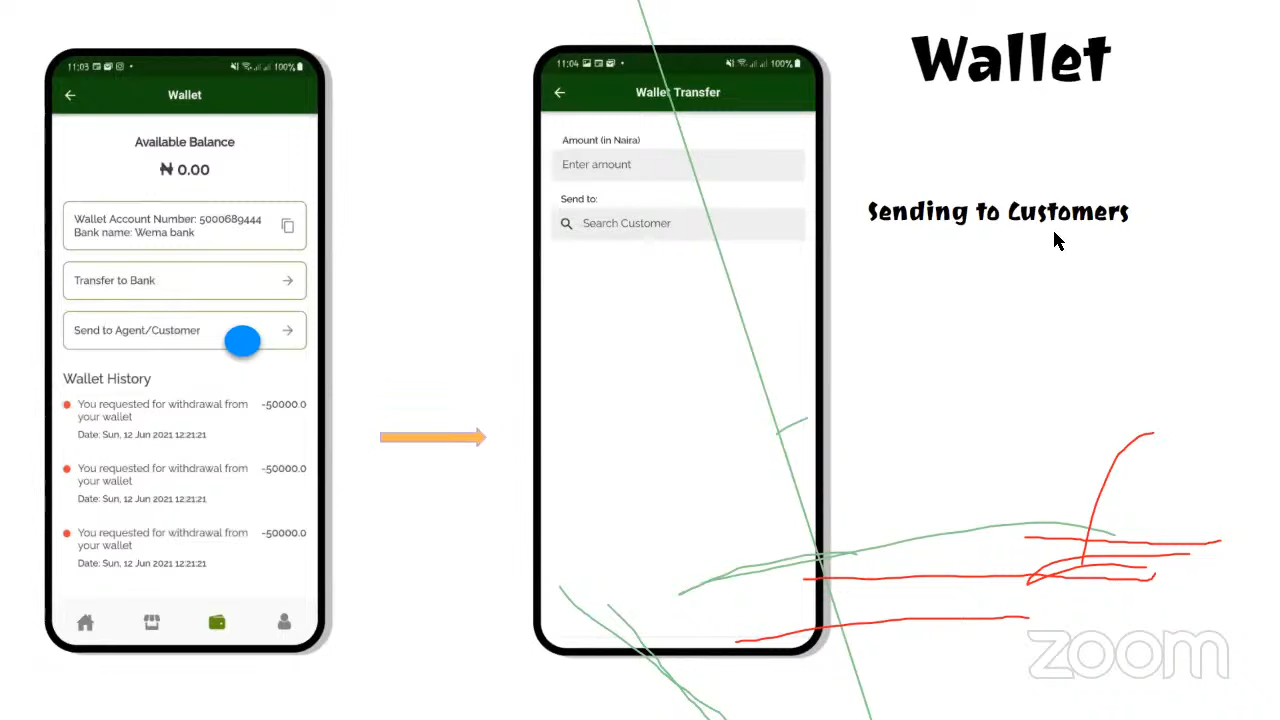 11:03
100%
Wallet
Available Balance
₦ 0.00
Wallet Account Number: 5000689444
Bank name: Wema bank
Transfer to Bank
Send to Agent/Customer
Wallet History
You requested for withdrawal from your wallet -50000.0
Date: Sun, 12 Jun 2021 12:21:21
You requested for withdrawal from your wallet -50000.0
Date: Sun, 12 Jun 2021 12:21:21
You requested for withdrawal from your wallet -50000.0
Date: Sun, 12 Jun 2021 12:21:21
11:04
100%
Wallet Transfer
Amount (in Naira)
Enter amount
Send to:
Search Customer
Wallet
Sending to Customers
zoom